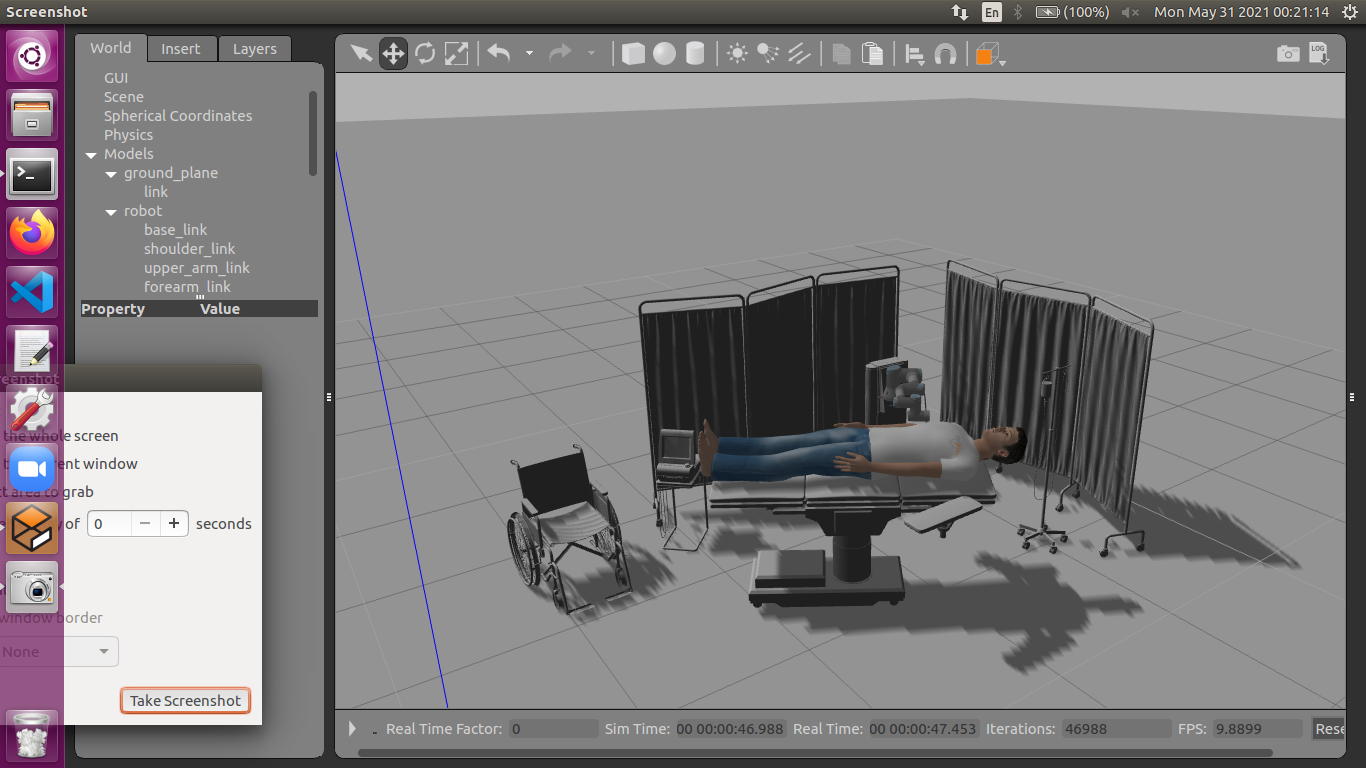 Screenshot
En
(100%)
Mon May 31 2021 00:21:14
World
Insert
Layers
LOG
GUI
Scene
Spherical Coordinates
Physics
Models
ground_plane
link
robot
base_link
shoulder_link
upper_arm_link
forearm_link
Property Value
reenshot
the whole screen
ent window
area to grab
of 0 − + seconds
window border
None
Take Screenshot
Real Time Factor: 0
Sim Time: 00 00:00:46.988
Real Time: 00 00:00:47.453
Iterations: 46988
FPS: 9.8899
Rese